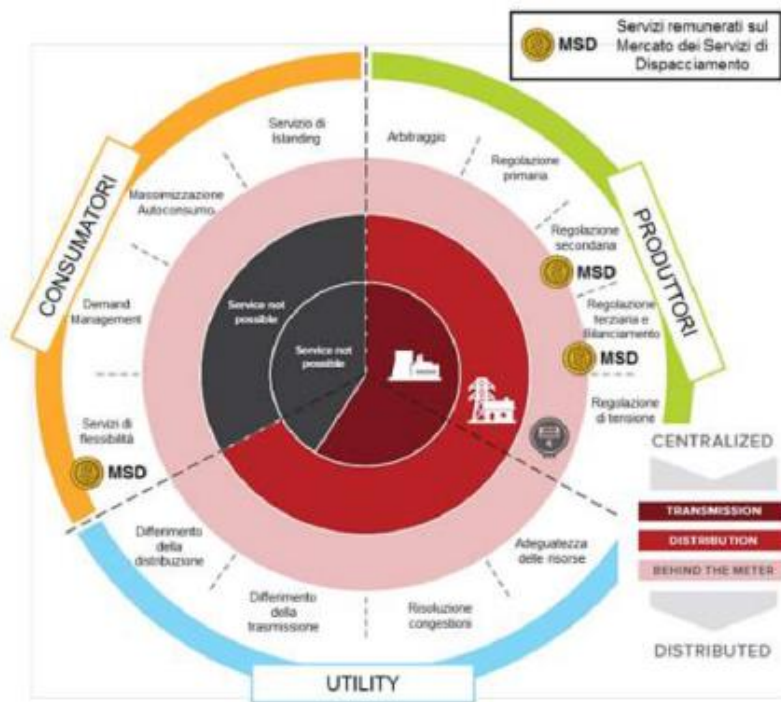 MSD
Servizi remunerati sul
Mercato dei Servizi di
Dispacciamento
CONSUMATORI
PRODUTTORI
UTILITY
Servizio di
Islanding
Arbitraggio
Massimizzazione
Autoconsumo
Regolazione
primaria
Regolazione
secondaria
MSD
Demand
Management
Regolazione
terziaria e
Bilanciamento
MSD
Servizi di
flessibilità
MSD
Regolazione
di tensione
Service not
possible
Service not
possible
Differimento
della
distribuzione
Differimento
della
trasmissione
Risoluzione
congestioni
Adeguatezza
delle risorse
CENTRALIZED
TRANSMISSION
DISTRIBUTION
BEHIND THE METER
DISTRIBUTED